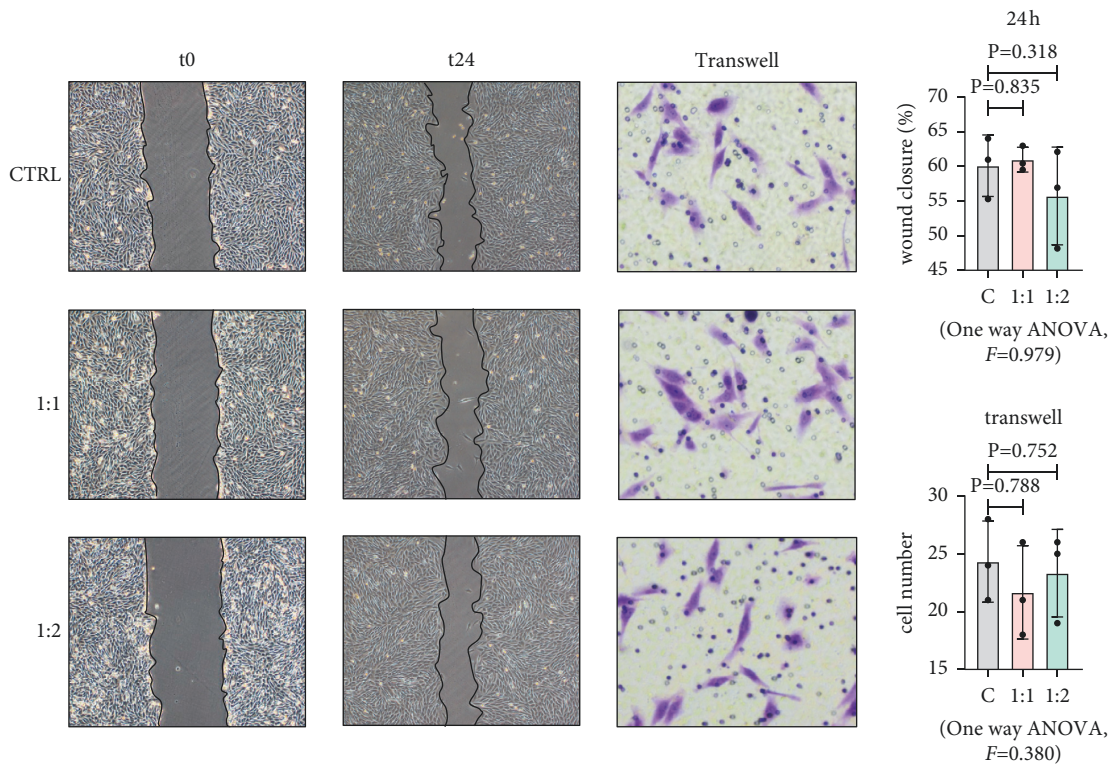 t0
t24
Transwell
CTRL
1:1
1:2
24h
P=0.318
P=0.835
wound closure (%)
70
65
60
55
50
45
C 1:1 1:2
(One way ANOVA,
F=0.979)
transwell
P=0.752
P=0.788
cell number
30
25
20
15
C 1:1 1:2
(One way ANOVA,
F=0.380)